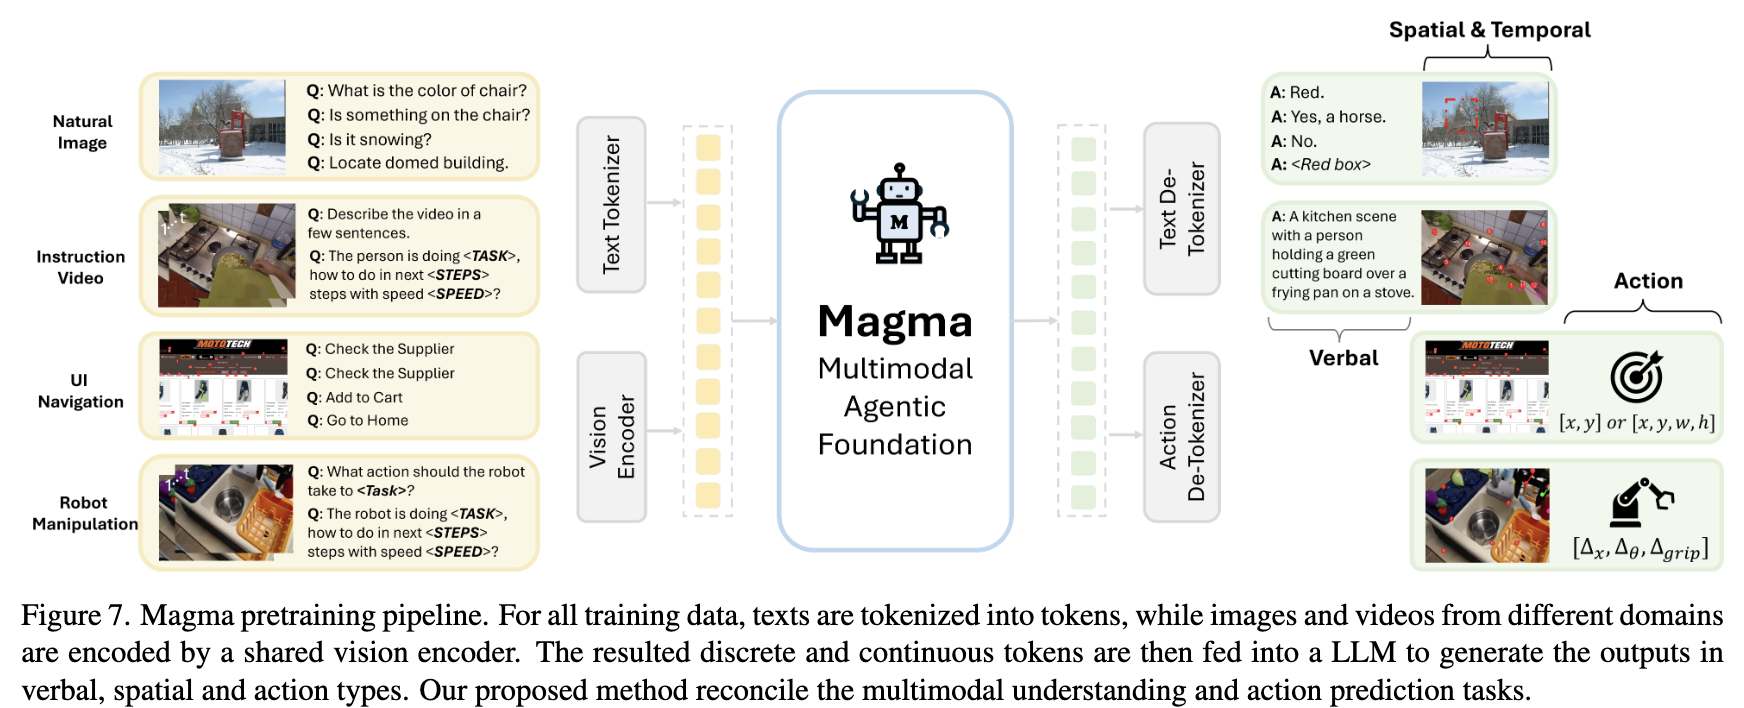 Spatial & Temporal
Natural
Image
Q: What is the color of chair?
Q: Is something on the chair?
Q: Is it snowing?
Q: Locate domed building.
Instruction
Video
Q: Describe the video in a
few sentences.
Q: The person is doing <TASK>,
how to do in next <STEPS>
steps with speed <SPEED>?
UI
Navigation
MOTOTECH
Q: Check the Supplier
Q: Check the Supplier
Q: Add to Cart
Q: Go to Home
Robot
Manipulation
Q: What action should the robot
take to <Task>?
Q: The robot is doing <TASK>,
how to do in next <STEPS>
steps with speed <SPEED>?
Text Tokenizer
Vision
Encoder
M
Magma
Multimodal
Agentic
Foundation
Text De-
Tokenizer
Action
De-Tokenizer
A: Red.
A: Yes, a horse.
A: No.
A: <Red box>
A: A kitchen scene
with a person
holding a green
cutting board over a
frying pan on a stove.
Verbal
Action
MOTOTECH
[x, y] or [x, y, w, h]
[Δx, Δθ, Δgrip]
Figure 7. Magma pretraining pipeline. For all training data, texts are tokenized into tokens, while images and videos from different domains
are encoded by a shared vision encoder. The resulted discrete and continuous tokens are then fed into a LLM to generate the outputs in
verbal, spatial and action types. Our proposed method reconcile the multimodal understanding and action prediction tasks.